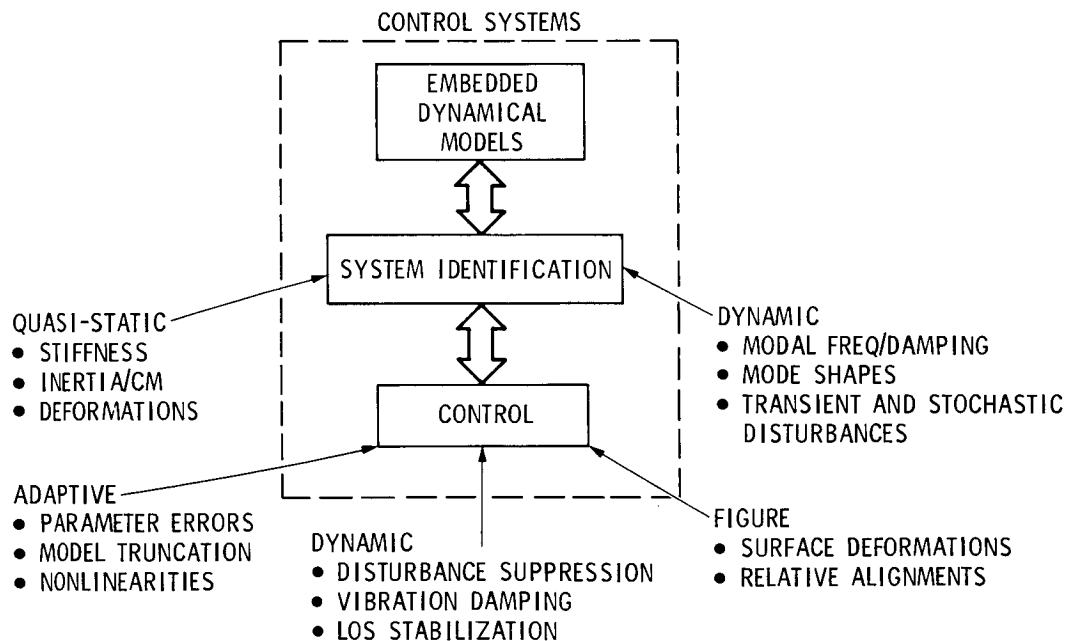 CONTROL SYSTEMS
EMBEDDED
DYNAMICAL
MODELS
SYSTEM IDENTIFICATION
QUASI-STATIC
• STIFFNESS
• INERTIA/CM
• DEFORMATIONS
DYNAMIC
• MODAL FREQ/DAMPING
• MODE SHAPES
• TRANSIENT AND STOCHASTIC
DISTURBANCES
CONTROL
ADAPTIVE
• PARAMETER ERRORS
• MODEL TRUNCATION
• NONLINEARITIES
DYNAMIC
• DISTURBANCE SUPPRESSION
• VIBRATION DAMPING
• LOS STABILIZATION
FIGURE
• SURFACE DEFORMATIONS
• RELATIVE ALIGNMENTS